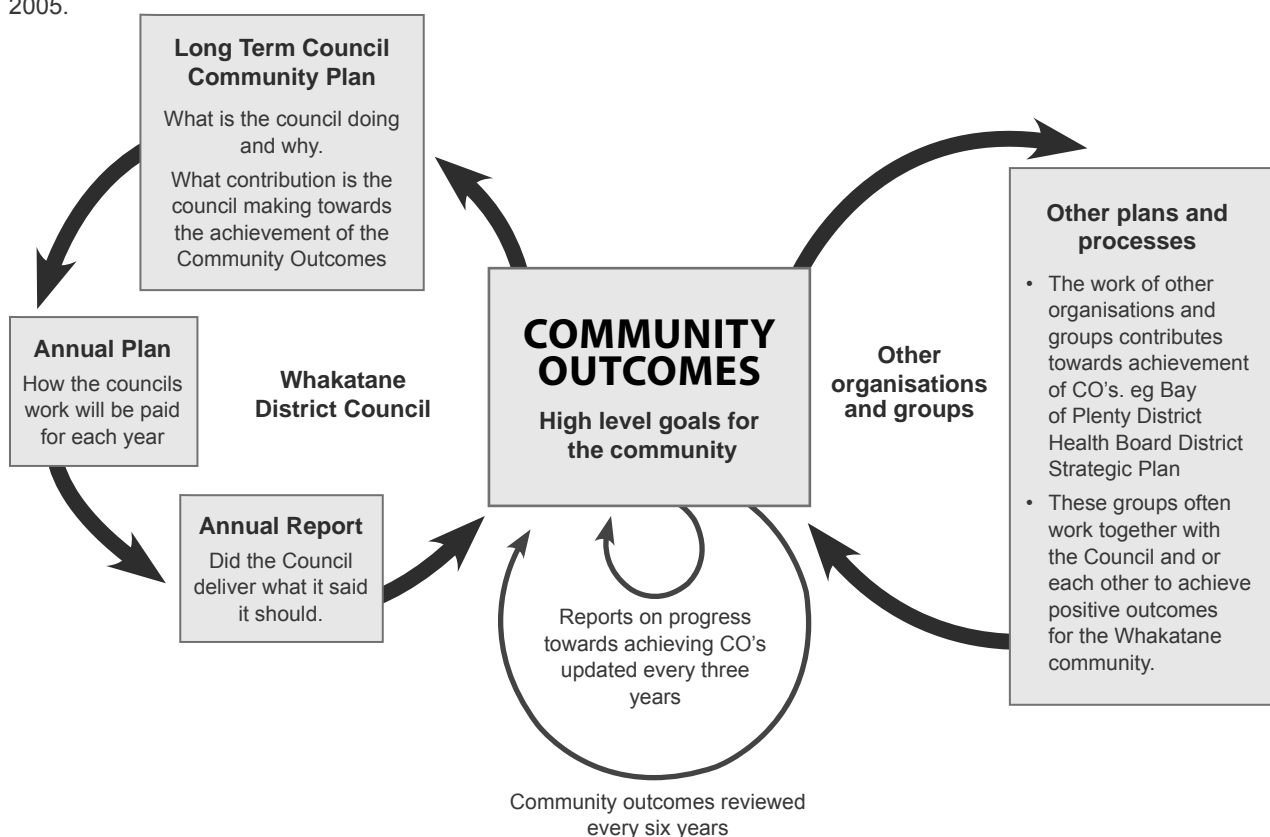 2005.
Long Term Council
Community Plan
What is the council doing
and why.
What contribution is the
council making towards
the achievement of the
Community Outcomes
Annual Plan
How the councils
work will be paid
for each year
Whakatane
District Council
Annual Report
Did the Council
deliver what it said
it should.
COMMUNITY
OUTCOMES
High level goals for
the community
Reports on progress
towards achieving CO's
updated every three
years
Community outcomes reviewed
every six years
Other
organisations
and groups
Other plans and
processes
• The work of other
organisations and
groups contributes
towards achievement
of CO's. eg Bay
of Plenty District
Health Board District
Strategic Plan
• These groups often
work together with
the Council and or
each other to achieve
positive outcomes
for the Whakatane
community.